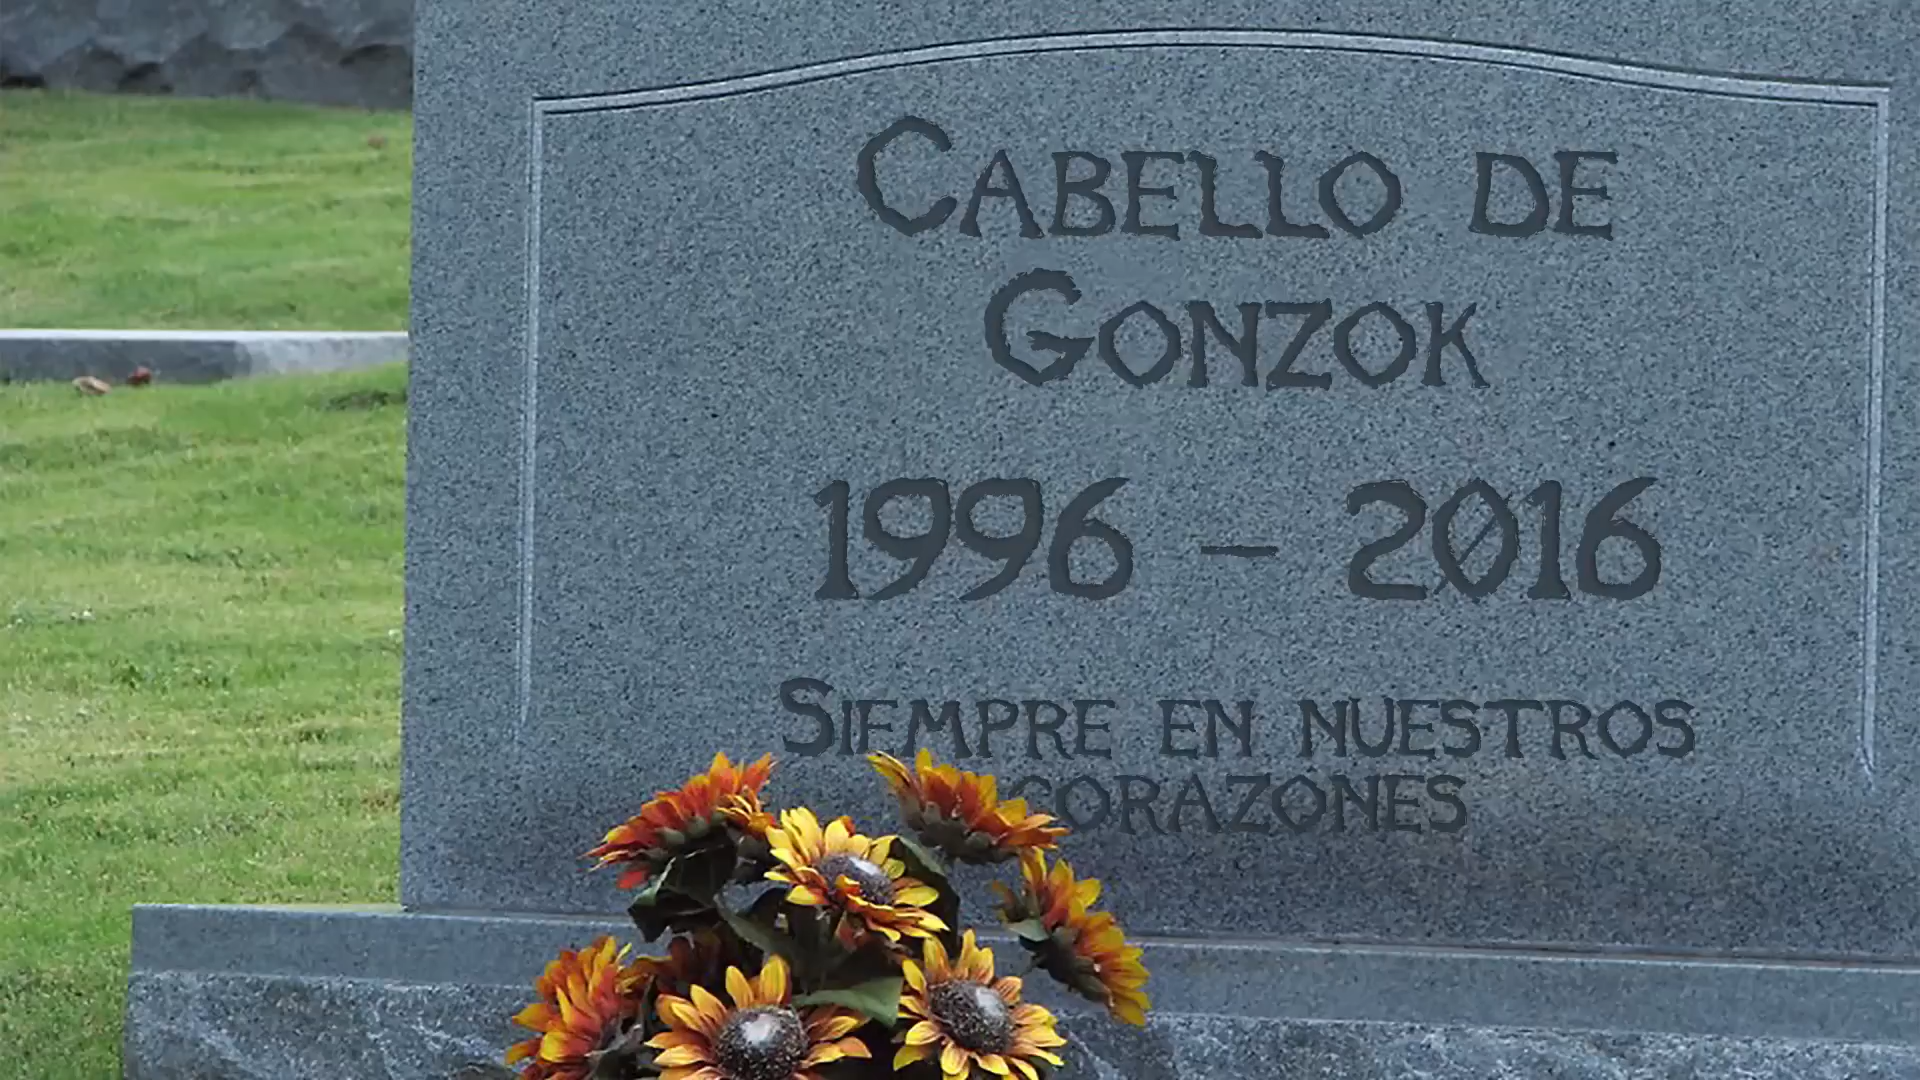 Cabello de
Gonzok
1996 - 2016
Siempre en nuestros
corazones